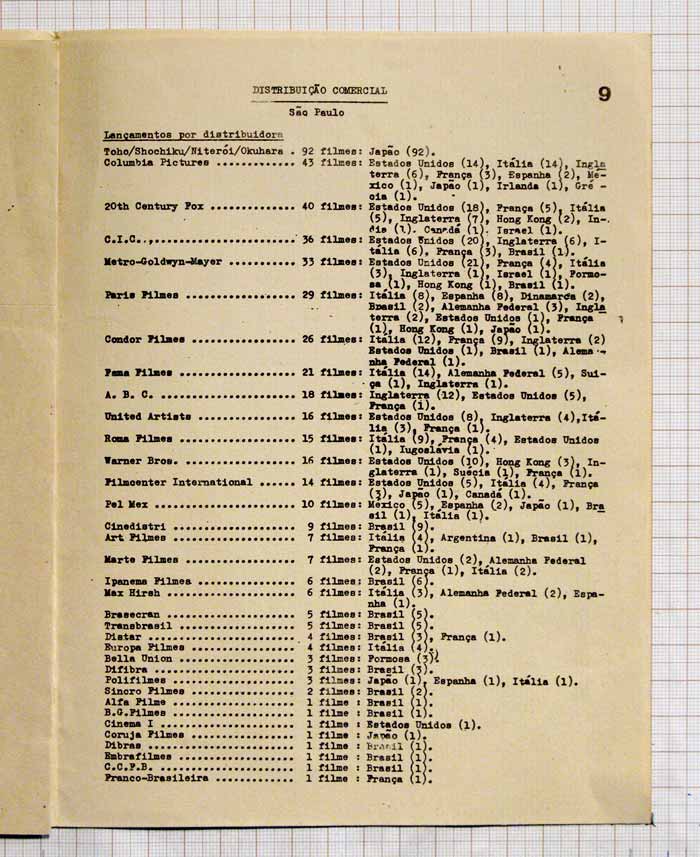 DISTRIBUIÇÃO COMERCIAL
9
São Paulo
Lançamentos por distribuidora
Toho/Shochiku/Niterói/Okuhara . 92 filmes: Japão (92).
Columbia Pictures ............. 43 filmes: Estados Unidos (14), Itália (14), Ingla
terra (6), França (3), Espanha (2), Mé-
xico (1), Japão (1), Irlanda (1), Gré -
cia (1).
20th Century Fox .............. 40 filmes: Estados Unidos (18), França (5), Itália
(5), Inglaterra (7), Hong Kong (2), In-
dia (1). Canadá (1). Israel (1).
C.I.C..,....................... 36 filmes: Estados Unidos (20), Inglaterra (6), I-
tália (6), França (3), Brasil (1).
Metro-Goldwyn-Mayer ........... 33 filmes: Estados Unidos (21), França (4), Itália
(3), Inglaterra (1), Israel (1), Formo-
sa (1), Hong Kong (1), Brasil (1).
Paris Filmes .................. 29 filmes: Itália (8), Espanha (8), Dinamarca (2),
Brasil (2), Alemanha Federal (3), Ingla
terra (2), Estados Unidos (1), França
(1), Hong Kong (1), Japão (1).
Condor Filmes ................. 26 filmes: Itália (12), França (9), Inglaterra (2)
Estados Unidos (1), Brasil (1), Alema -
nha Federal (1).
Fama Filmes ................... 21 filmes: Itália (14), Alemanha Federal (5), Sui-
ça (1), Inglaterra (1).
A. B. C. ...................... 18 filmes: Inglaterra (12), Estados Unidos (5),
França (1).
United Artists ................ 16 filmes: Estados Unidos (8), Inglaterra (4),Itá-
lia (3), França (1).
Roma Filmes ................... 15 filmes: Itália (9), França (4), Estados Unidos
(1), Iugoslávia (1).
Warner Bros. .................. 16 filmes: Estados Unidos (10), Hong Kong (3), In-
glaterra (1), Suécia (1), França (1).
Filmcenter International ...... 14 filmes: Estados Unidos (5), Itália (4), França
(3), Japão (1), Canadá (1).
Pel Mex ....................... 10 filmes: México (5), Espanha (2), Japão (1), Bra
sil (1), Itália (1).
Cinedistri .................... 9 filmes: Brasil (9).
Art Filmes .................... 7 filmes: Itália (4), Argentina (1), Brasil (1),
França (1).
Marte Filmes .................. 7 filmes: Estados Unidos (2), Alemanha Federal
(2), França (1), Itália (2).
Ipanema Filmes ................ 6 filmes: Brasil (6).
Max Hirsh ..................... 6 filmes: Itália (3), Alemanha Federal (2), Espa-
nha (1).
Brasecran ..................... 5 filmes: Brasil (5).
Transbrasil ................... 5 filmes: Brasil (5).
Distar ........................ 4 filmes: Brasil (3), França (1).
Europa Filmes ................. 4 filmes: Itália (4).
Bella Union ................... 3 filmes: Formosa (3).
Difibra ....................... 3 filmes: Brasil (3).
Polifilmes .................... 3 filmes: Japão (1), Espanha (1), Itália (1).
Sincro Filmes ................. 2 filmes: Brasil (2).
Alfa Filme .................... 1 filme : Brasil (1).
B.G.Filmes .................... 1 filme : Brasil (1).
Cinema I ...................... 1 filme : Estados Unidos (1).
Coruja Filmes ................. 1 filme : Japão (1).
Dibras ........................ 1 filme : Brasil (1).
Embrafilmes ................... 1 filme : Brasil (1).
C.C.P.B. ...................... 1 filme : Brasil (1).
Franco-Brasileira ............. 1 filme : França (1).